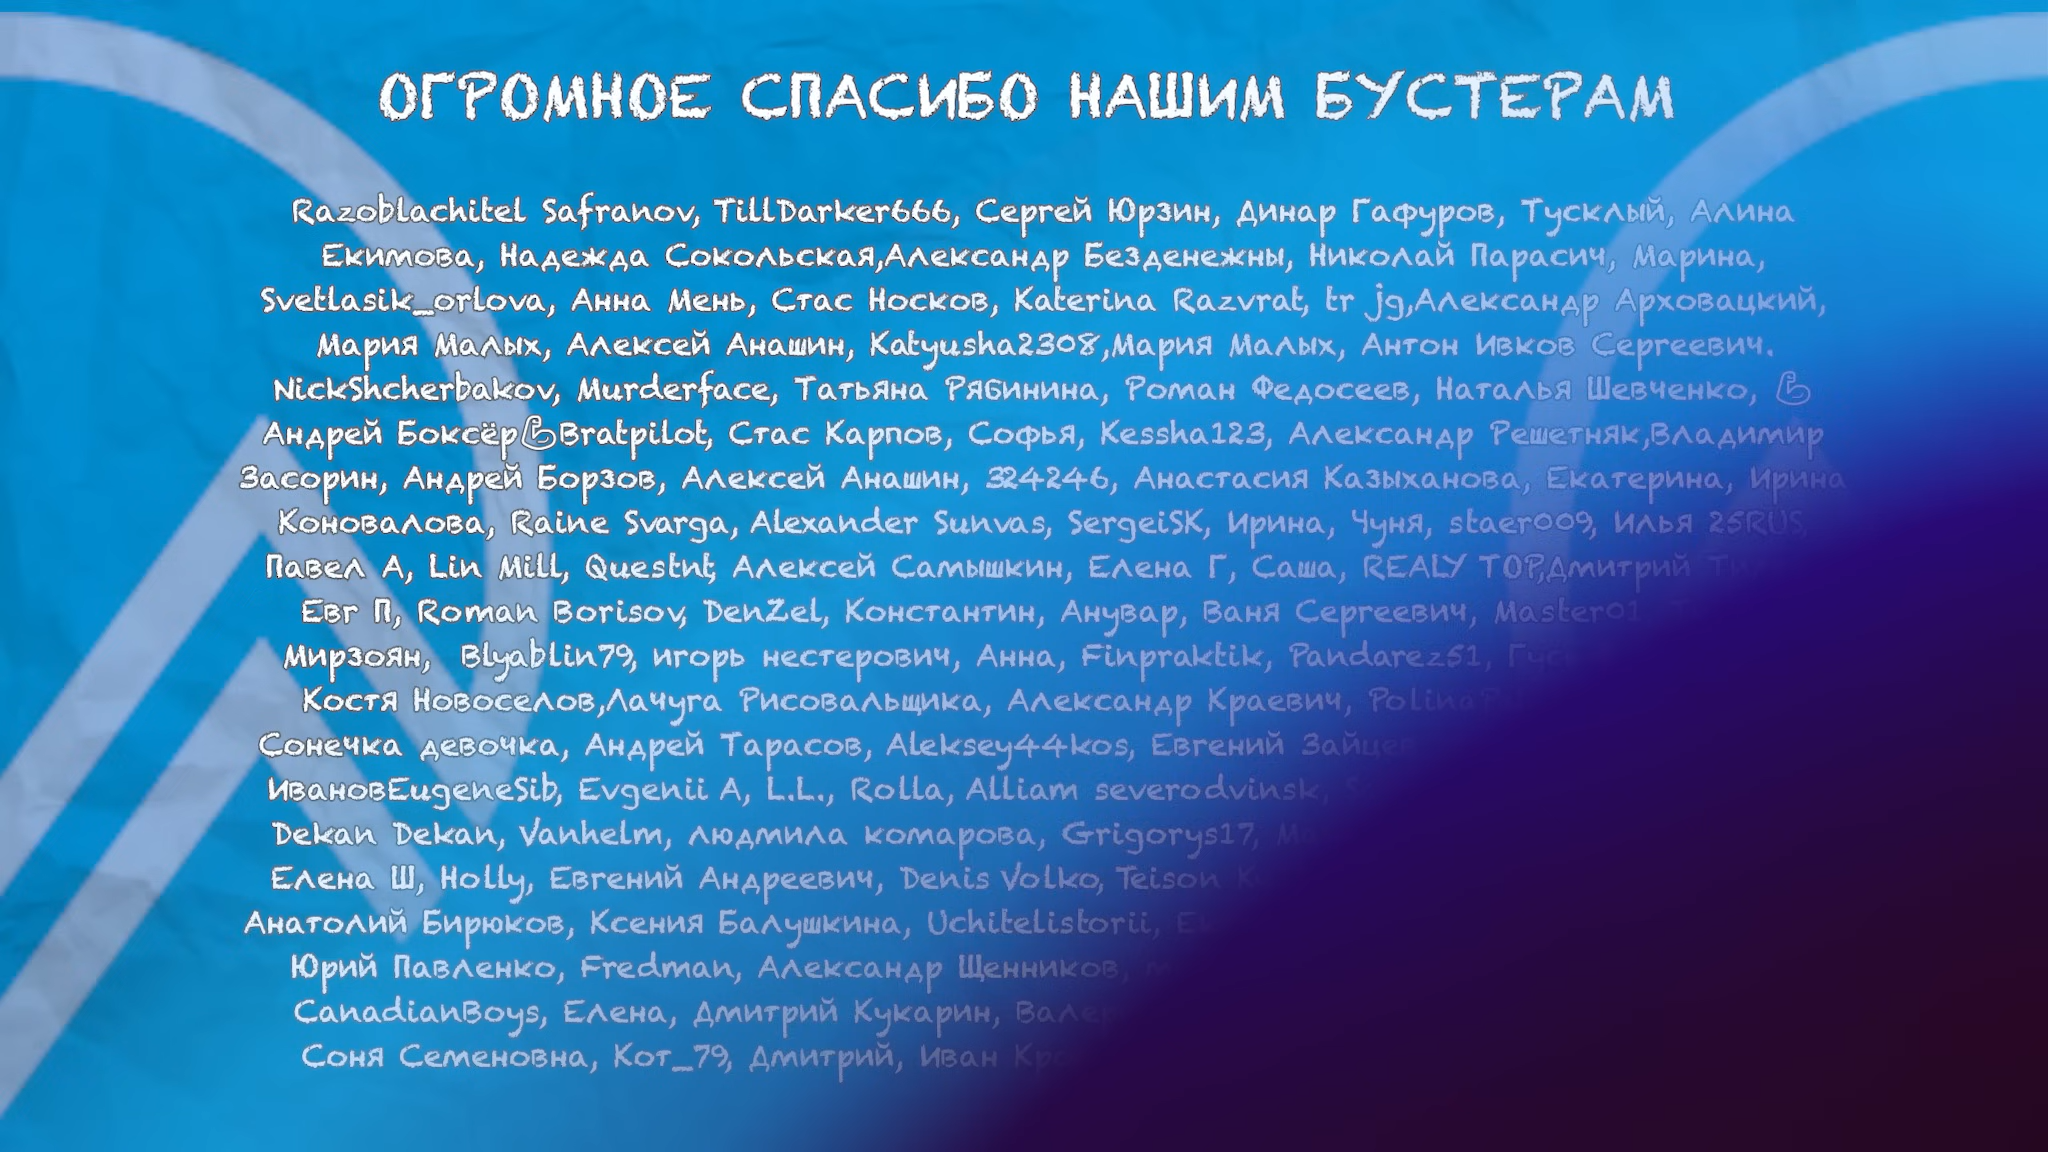 ОГРОМНОЕ СПАСИБО НАШИМ БУСТЕРАМ
Razoblachitel Safranov, TillDarker666, Сергей Юрзин, Динар Гафуров, Тусклый, Алина
Екимова, Надежда Сокольская,Александр Безденежны, Николай Парасич, Марина,
Svetlasik_orlova, Анна Мень, Стас Носков, Katerina Razvrat, tr jg,Александр Арховацкий,
Мария Малых, Алексей Анашин, Katyusha2308,Мария Малых, Антон Ивков Сергеевич.
NickShcherbakov, Murderface, Татьяна Рябинина, Роман Федосеев, Наталья Шевченко, 💪
Андрей Боксёр💪Bratpilot, Стас Карпов, Софья, Kessha123, Александр Решетняк,Владимир
Засорин, Андрей Борзов, Алексей Анашин, 324246, Анастасия Казыханова, Екатерина, Ирина
Коновалова, Raine Svarga, Alexander Sunvas, SergeiSK, Ирина, Чуня, staer009, Илья 25RUS,
Павел А, Lin Mill, Questnt, Алексей Самышкин, Елена Г, Саша, REALY TOP,Дмитрий
Евг П, Roman Borisov, DenZel, Константин, Анувар, Ваня Сергеевич, Master01
Мирзоян, Blyablin79, игорь нестерович, Анна, Finpraktik, Pandarez51,
Костя Новоселов,Лачуга Рисовальщика, Александр Краевич,
Сонечка девочка, Андрей Тарасов, Aleksey44kos, Евгений
ИвановEugeneSib, Evgenii A, L.L., Rolla, Alliam severodvinsk,
Dekan Dekan, Vanhelm, людмила комарова, Grigorys17,
Елена Ш, Holly, Евгений Андреевич, Denis Volko, Teison
Анатолий Бирюков, Ксения Балушкина, Uchitelistorii,
Юрий Павленко, Fredman, Александр Щенников,
CanadianBoys, Елена, Дмитрий Кукарин,
Соня Семеновна, Кот_79, Дмитрий, Иван